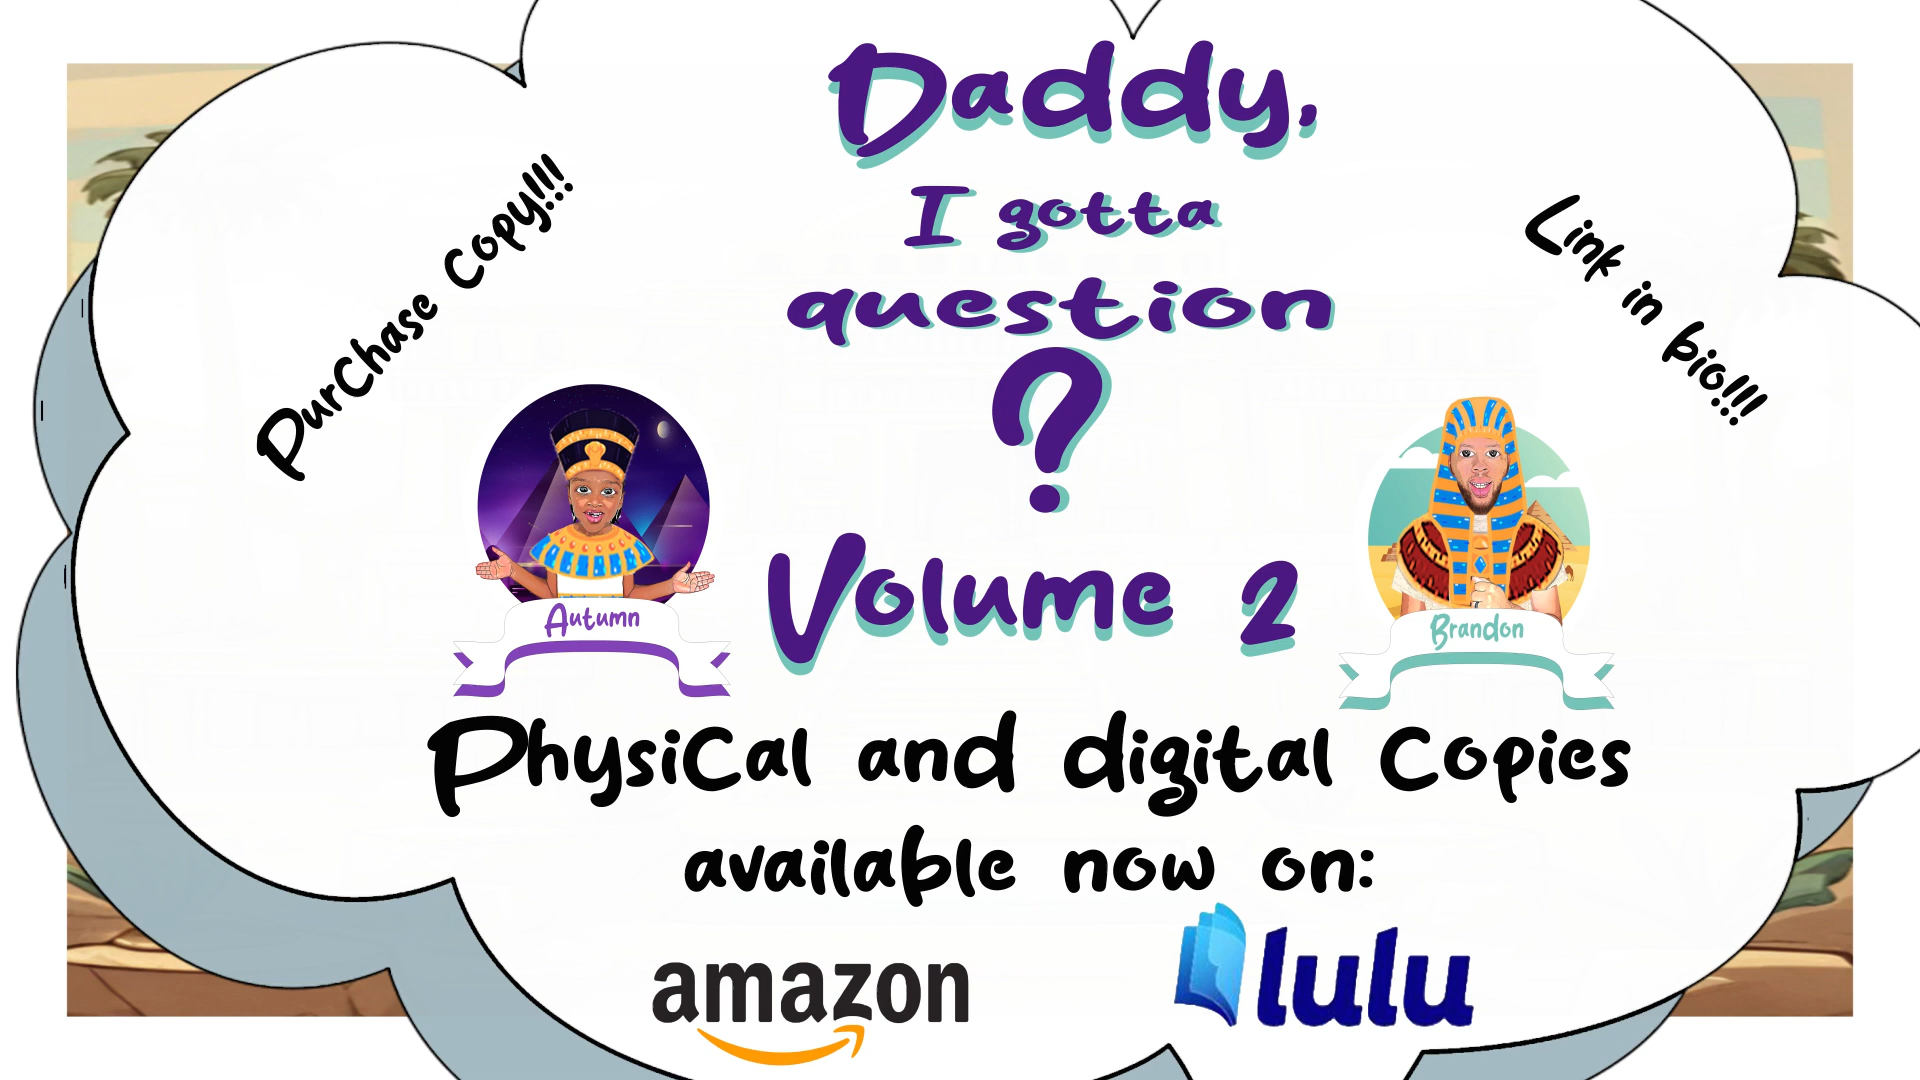 Daddy,
I gotta
question
?
Volume 2
Purchase Copy!!!
Link in bio!!!
Autumn
Brandon
Physical and digital Copies
available now on:
amazon
lulu